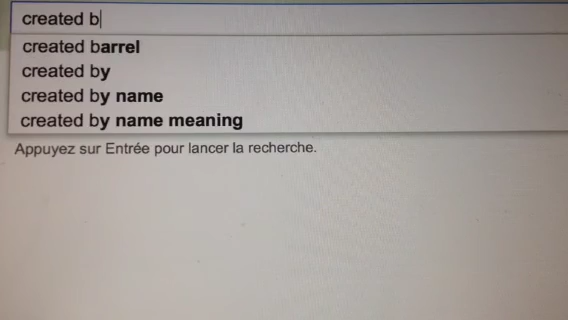 created b
created barrel
created by
created by name
created by name meaning
Appuyez sur Entrée pour lancer la recherche.